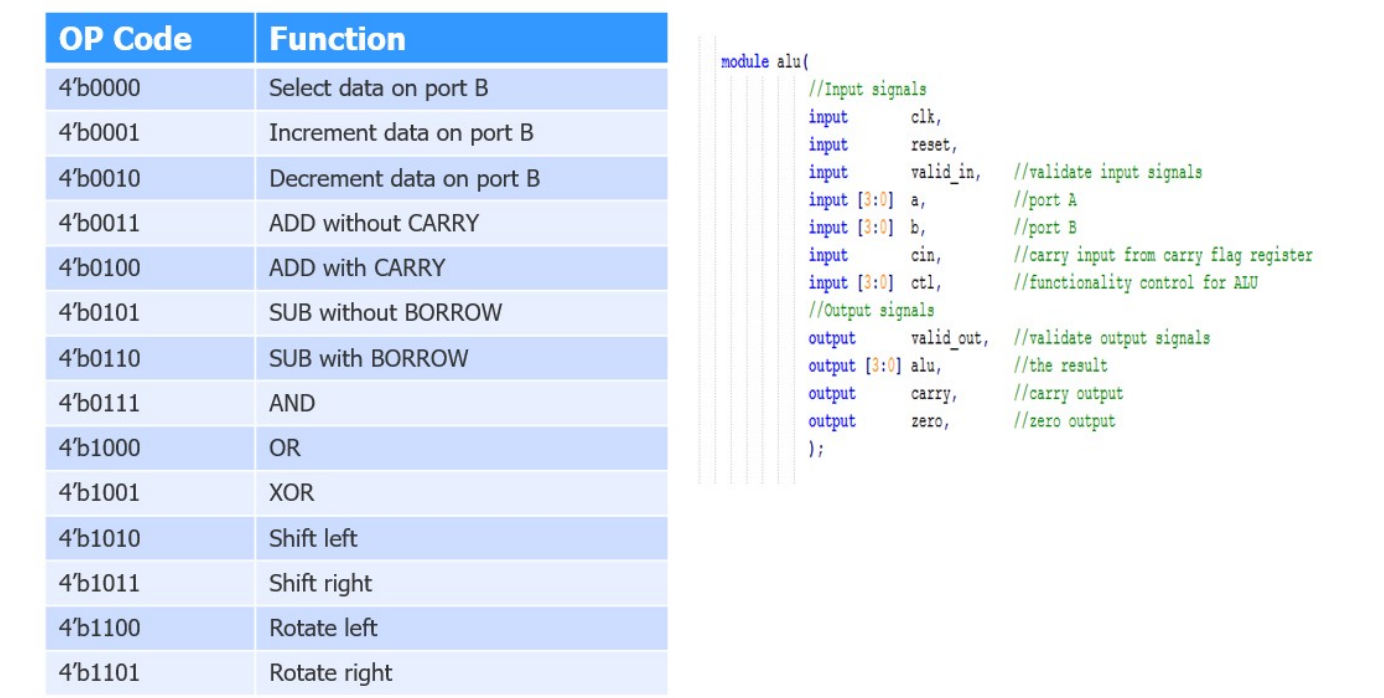 OP Code Function
4'b0000 Select data on port B
4'b0001 Increment data on port B
4'b0010 Decrement data on port B
4'b0011 ADD without CARRY
4'b0100 ADD with CARRY
4'b0101 SUB without BORROW
4'b0110 SUB with BORROW
4'b0111 AND
4'b1000 OR
4'b1001 XOR
4'b1010 Shift left
4'b1011 Shift right
4'b1100 Rotate left
4'b1101 Rotate right
module alu(
//Input signals
input clk,
input reset,
input valid_in, //validate input signals
input [3:0] a, //port A
input [3:0] b, //port B
input cin, //carry input from carry flag register
input [3:0] ctl, //functionality control for ALU
//Output signals
output valid_out, //validate output signals
output [3:0] alu, //the result
output carry, //carry output
output zero, //zero output
);